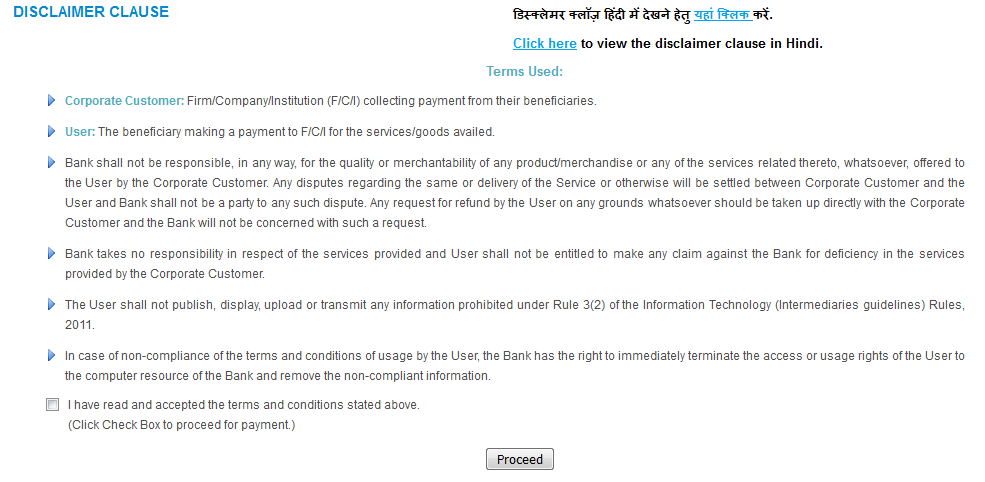 DISCLAIMER CLAUSE
डिस्क्लेमर क्लॉज़ हिंदी में देखने हेतु यहां क्लिक करें.
Click here to view the disclaimer clause in Hindi.
Terms Used:
Corporate Customer: Firm/Company/Institution (F/C/I) collecting payment from their beneficiaries.
User: The beneficiary making a payment to F/C/I for the services/goods availed.
Bank shall not be responsible, in any way, for the quality or merchantability of any product/merchandise or any of the services related thereto, whatsoever, offered to
the User by the Corporate Customer. Any disputes regarding the same or delivery of the Service or otherwise will be settled between Corporate Customer and the
User and Bank shall not be a party to any such dispute. Any request for refund by the User on any grounds whatsoever should be taken up directly with the Corporate
Customer and the Bank will not be concerned with such a request.
Bank takes no responsibility in respect of the services provided and User shall not be entitled to make any claim against the Bank for deficiency in the services
provided by the Corporate Customer.
The User shall not publish, display, upload or transmit any information prohibited under Rule 3(2) of the Information Technology (Intermediaries guidelines) Rules,
2011.
In case of non-compliance of the terms and conditions of usage by the User, the Bank has the right to immediately terminate the access or usage rights of the User to
the computer resource of the Bank and remove the non-compliant information.
I have read and accepted the terms and conditions stated above.
(Click Check Box to proceed for payment.)
Proceed